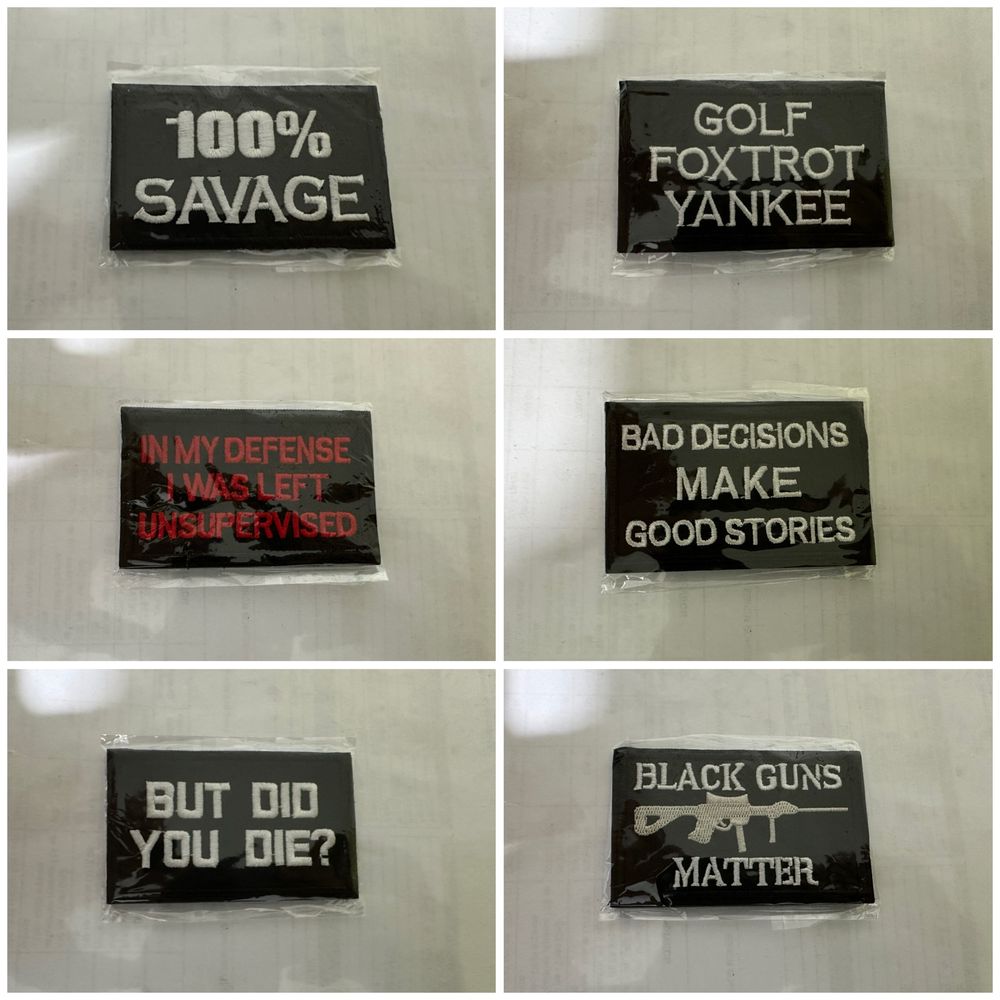 100%
SAVAGE
GOLF
FOXTROT
YANKEE
IN MY DEFENSE
I WAS LEFT
UNSUPERVISED
BAD DECISIONS
MAKE
GOOD STORIES
BUT DID
YOU DIE?
BLACK GUNS
MATTER